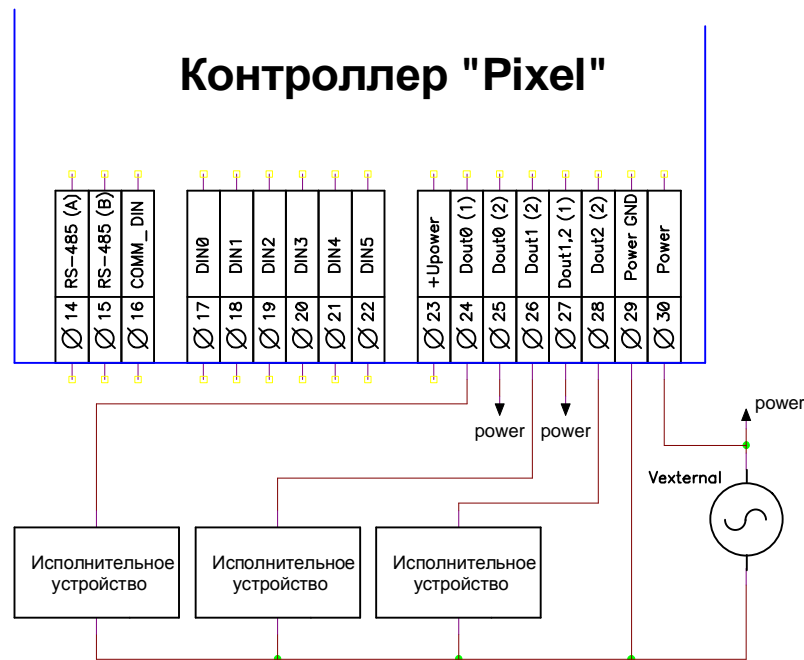 Контроллер "Pixel"
14 RS-485 (A)
15 RS-485 (B)
16 COMM_DIN
17 DIN0
18 DIN1
19 DIN2
20 DIN3
21 DIN4
22 DIN5
23 +Upower
24 Dout0 (1)
25 Dout0 (2)
26 Dout1 (2)
27 Dout1,2 (1)
28 Dout2 (2)
29 Power GND
30 Power
power
power
power
Vexternal
Исполнительное
устройство
Исполнительное
устройство
Исполнительное
устройство